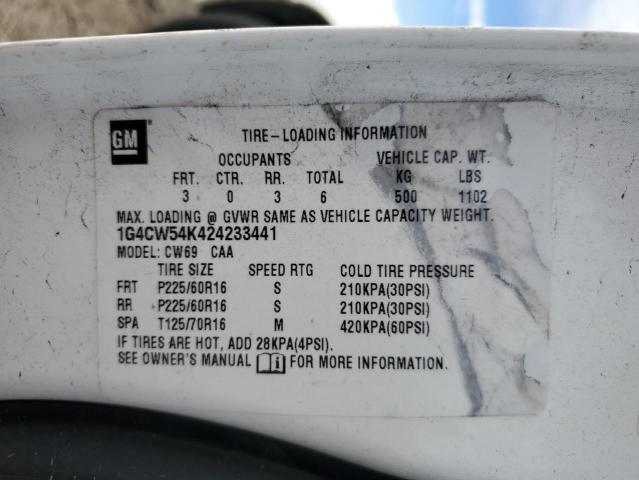 GM
TIRE-LOADING INFORMATION
OCCUPANTS VEHICLE CAP. WT.
FRT. CTR. RR. TOTAL KG LBS
3 0 3 6 500 1102
MAX. LOADING @ GVWR SAME AS VEHICLE CAPACITY WEIGHT.
1G4CW54K424233441
MODEL: CW69 CAA
TIRE SIZE SPEED RTG COLD TIRE PRESSURE
FRT P225/60R16 S 210KPA(30PSI)
RR P225/60R16 S 210KPA(30PSI)
SPA T125/70R16 M 420KPA(60PSI)
IF TIRES ARE HOT, ADD 28KPA(4PSI).
SEE OWNER'S MANUAL i FOR MORE INFORMATION.